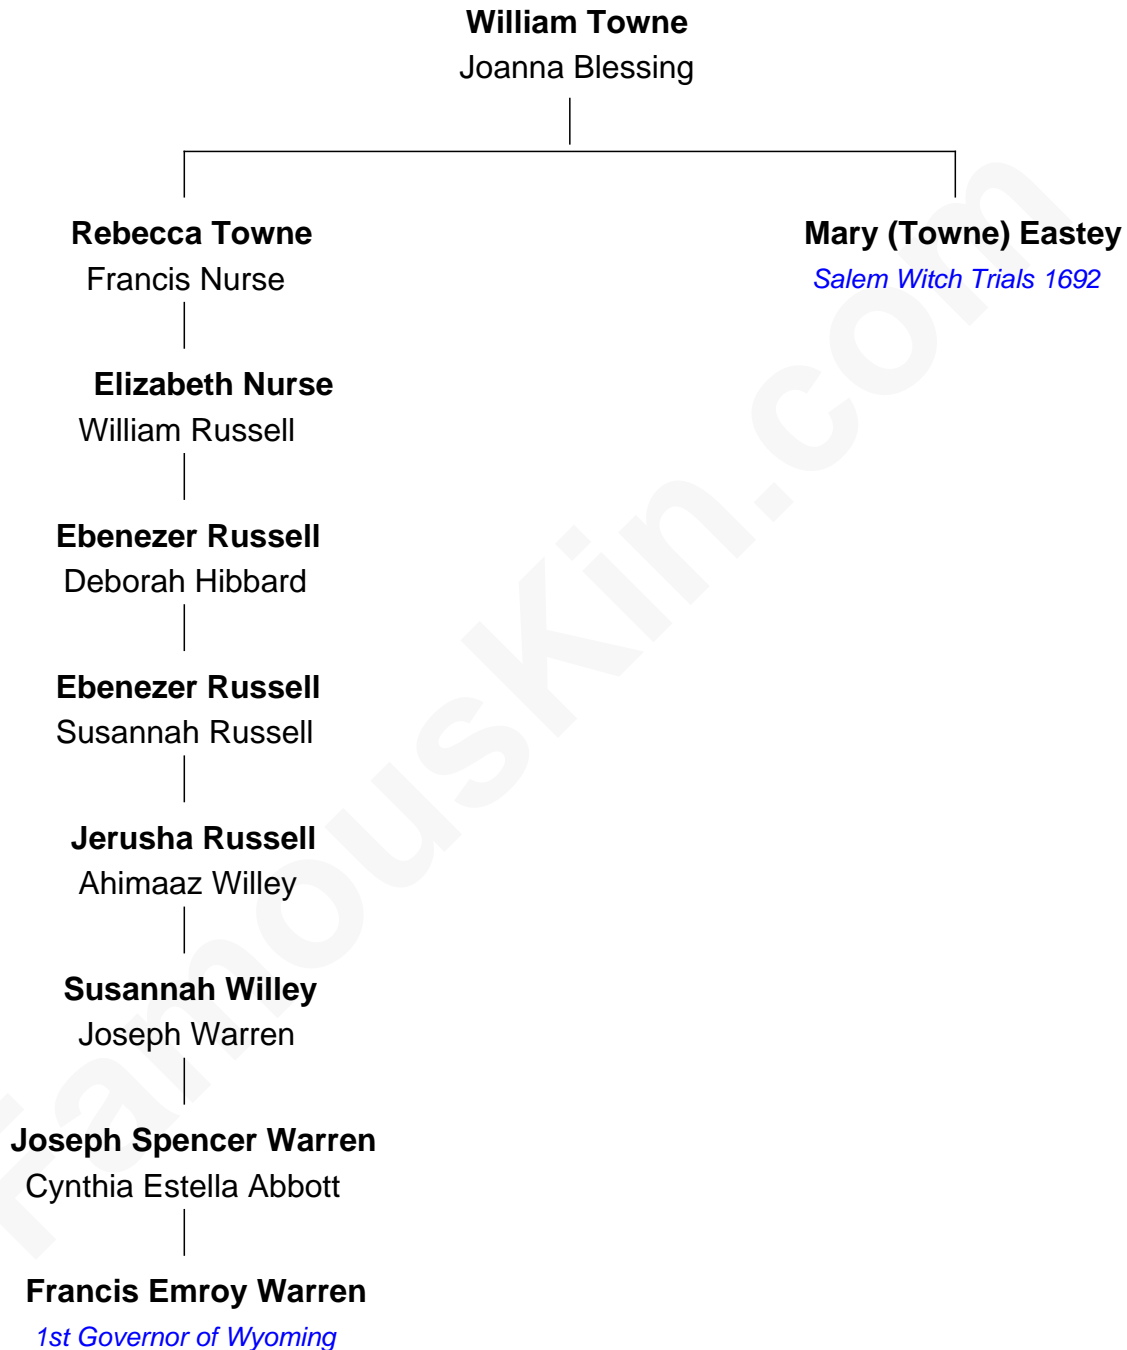 William Towne
Joanna Blessing
Rebecca Towne
Francis Nurse
Mary (Towne) Eastey
Salem Witch Trials 1692
Elizabeth Nurse
William Russell
Ebenezer Russell
Deborah Hibbard
Ebenezer Russell
Susannah Russell
Jerusha Russell
Ahimaaz Willey
Susannah Willey
Joseph Warren
Joseph Spencer Warren
Cynthia Estella Abbott
Francis Emroy Warren
1st Governor of Wyoming
FamousKin.com